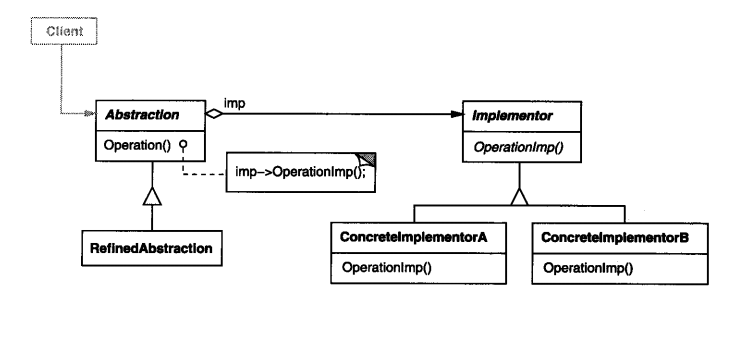 Client
imp
Abstraction
Implementor
Operation()
OperationImp()
imp->OperationImp();
RefinedAbstraction
ConcreteImplementorA
ConcreteImplementorB
OperationImp()
OperationImp()